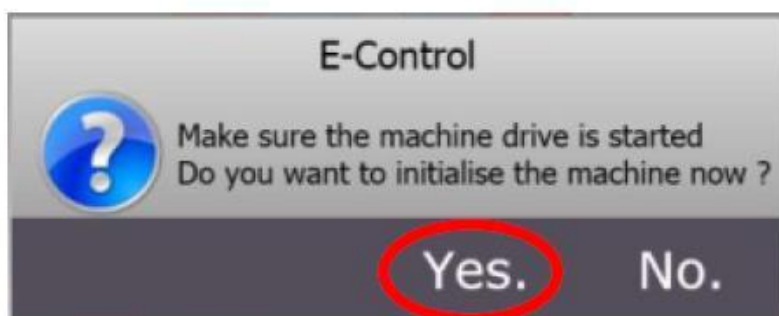 E-Control
?
Make sure the machine drive is started
Do you want to initialise the machine now ?
Yes. No.